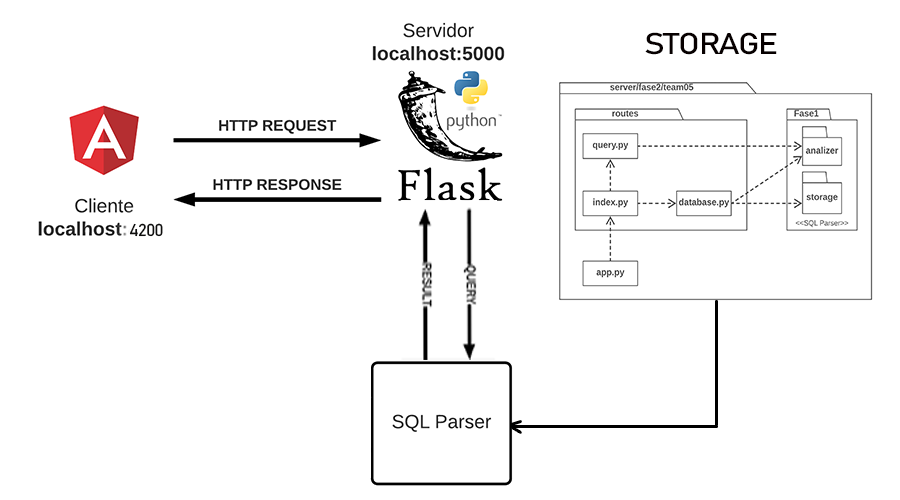 Servidor
localhost:5000
python™
Flask
HTTP REQUEST
HTTP RESPONSE
A
Cliente
localhost: 4200
RESULT
QUERY
SQL Parser
STORAGE
server/fase2/team05
routes
query.py
index.py
database.py
app.py
Fase1
analizer
storage
<<SQL Parser>>